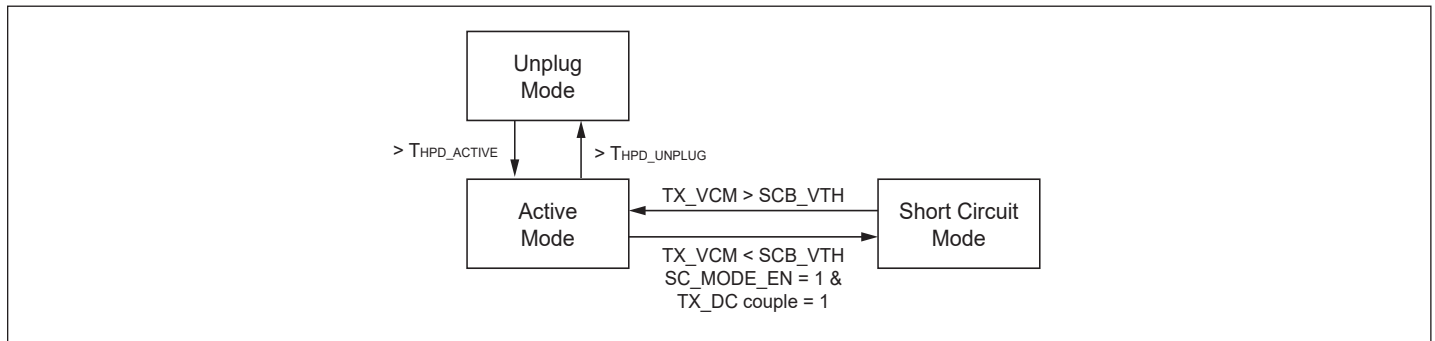 Unplug
Mode
> THPD_ACTIVE
> THPD_UNPLUG
Active
Mode
TX_VCM > SCB_VTH
TX_VCM < SCB_VTH
SC_MODE_EN = 1 &
TX_DC couple = 1
Short Circuit
Mode